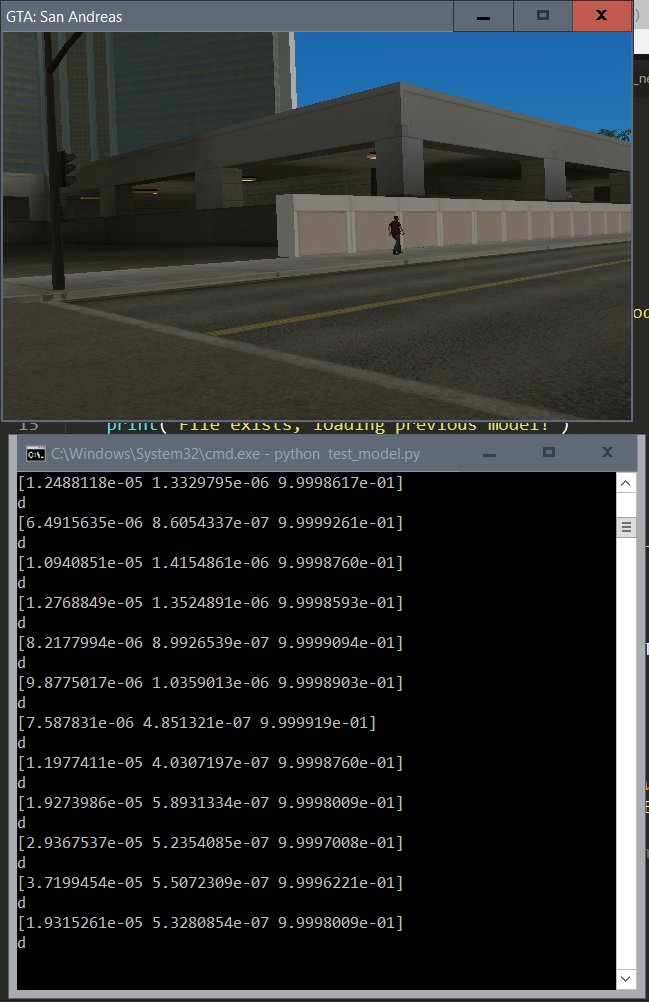 GTA: San Andreas
15 print('File exists, loading previous model!')
C:\Windows\System32\cmd.exe - python test_model.py
[1.2488118e-05 1.3329795e-06 9.9998617e-01]
d
[6.4915635e-06 8.6054337e-07 9.9999261e-01]
d
[1.0940851e-05 1.4154861e-06 9.9998760e-01]
d
[1.2768849e-05 1.3524891e-06 9.9998593e-01]
d
[8.2177994e-06 8.9926539e-07 9.9999094e-01]
d
[9.8775017e-06 1.0359013e-06 9.9998903e-01]
d
[7.587831e-06 4.851321e-07 9.999919e-01]
d
[1.1977411e-05 4.0307197e-07 9.9998760e-01]
d
[1.9273986e-05 5.8931334e-07 9.9998009e-01]
d
[2.9367537e-05 5.2354085e-07 9.9997008e-01]
d
[3.7199454e-05 5.5072309e-07 9.9996221e-01]
d
[1.9315261e-05 5.3280854e-07 9.9998009e-01]
d